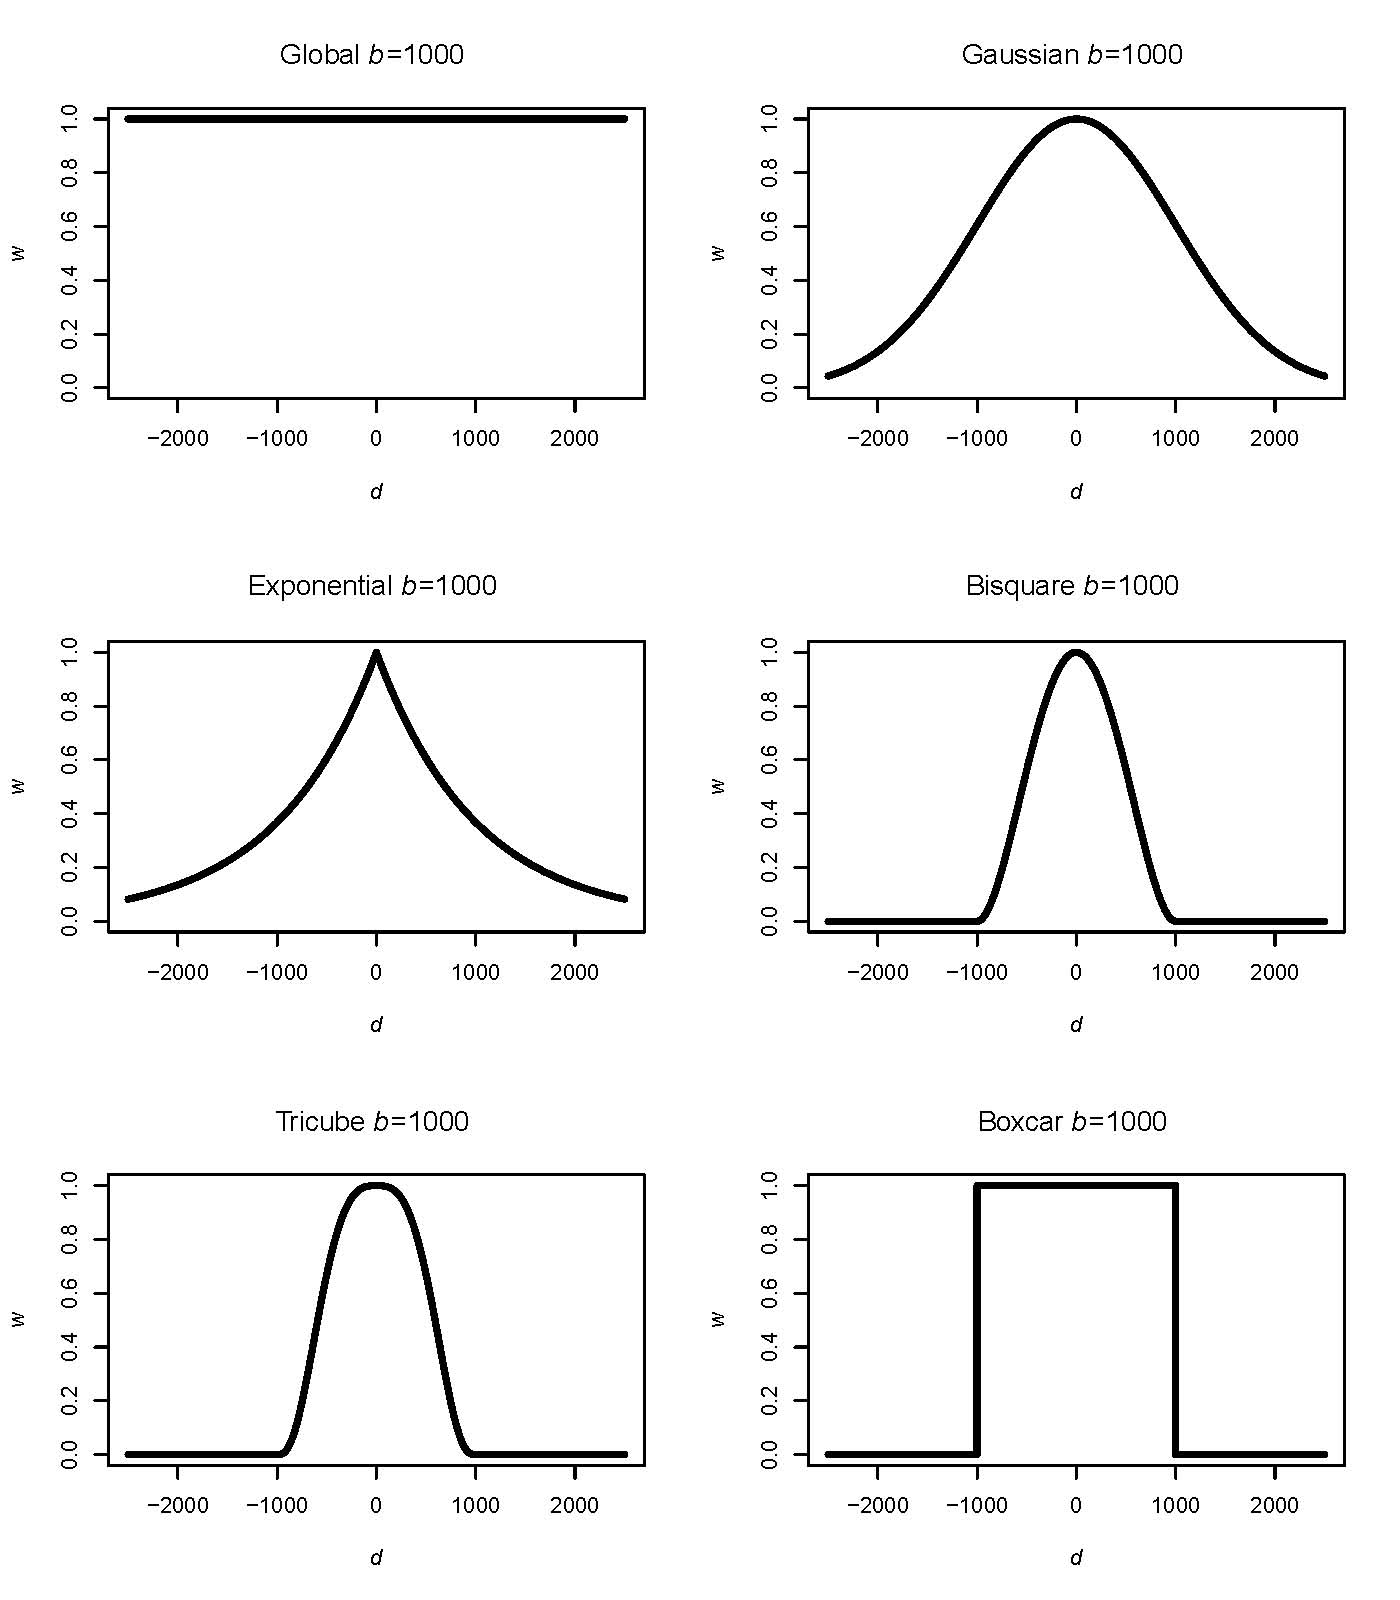 Global b=1000
Gaussian b=1000
w
1.0
0.8
0.6
0.4
0.2
0.0
−2000 −1000 0 1000 2000
d
w
1.0
0.8
0.6
0.4
0.2
0.0
−2000 −1000 0 1000 2000
d
Exponential b=1000
Bisquare b=1000
w
1.0
0.8
0.6
0.4
0.2
0.0
−2000 −1000 0 1000 2000
d
w
1.0
0.8
0.6
0.4
0.2
0.0
−2000 −1000 0 1000 2000
d
Tricube b=1000
Boxcar b=1000
w
1.0
0.8
0.6
0.4
0.2
0.0
−2000 −1000 0 1000 2000
d
w
1.0
0.8
0.6
0.4
0.2
0.0
−2000 −1000 0 1000 2000
d